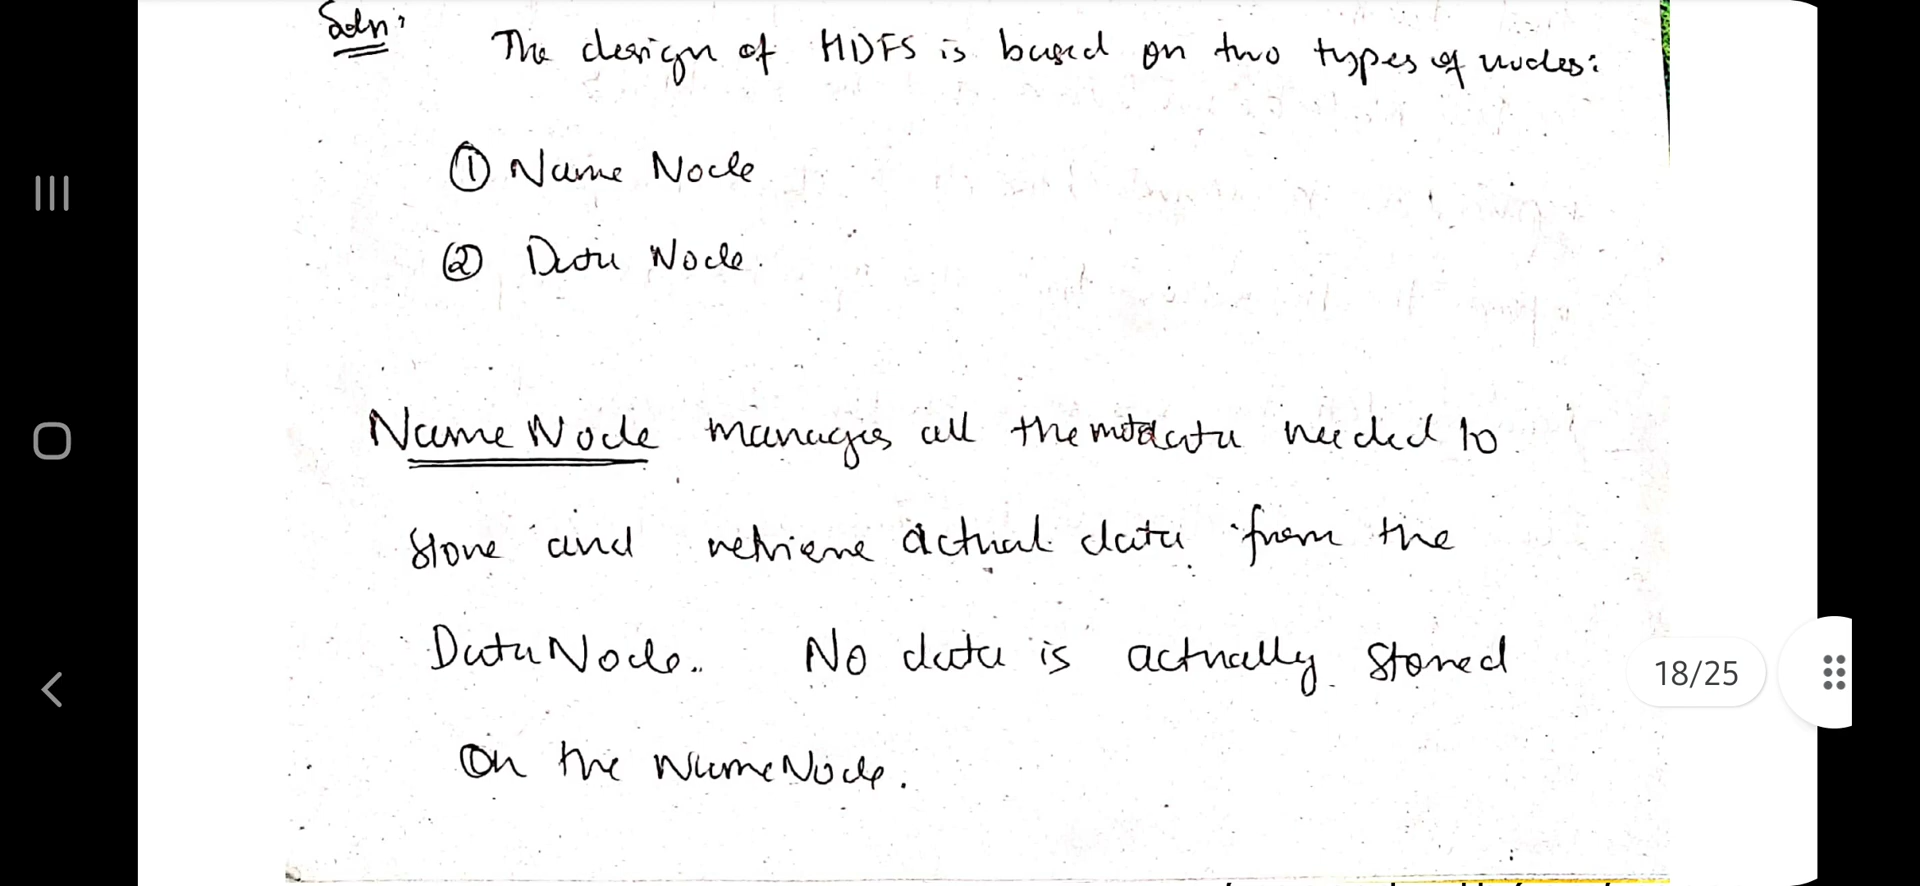 Soln:
The design of HDFS is based on two types of nodes:
① Name Node
② Data Node.
NameNode manages all the metadata needed to
store and retrieve actual data from the
DataNode. No data is actually stored
on the NameNode.
18/25